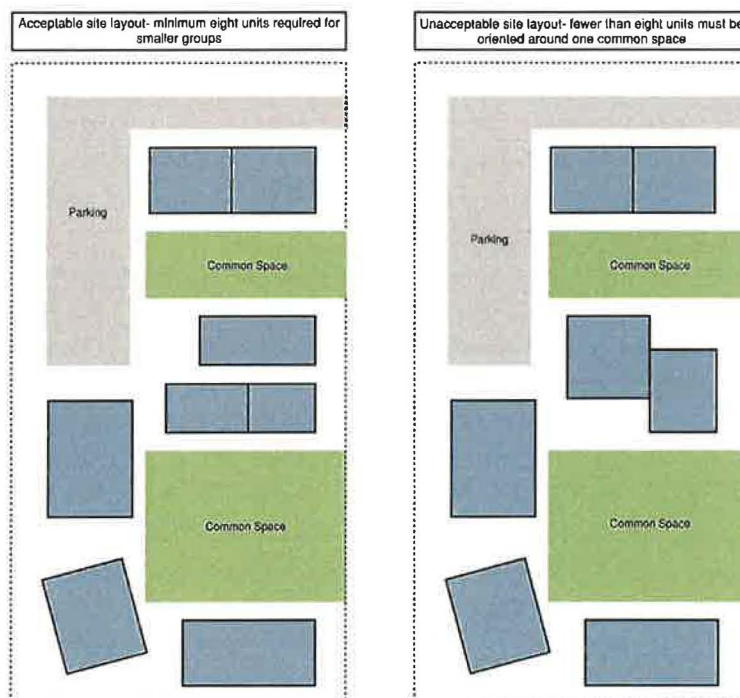 Acceptable site layout- minimum eight units required for
smaller groups
Unacceptable site layout- fewer than eight units must be
oriented around one common space
Parking
Common Space
Common Space
Parking
Common Space
Common Space